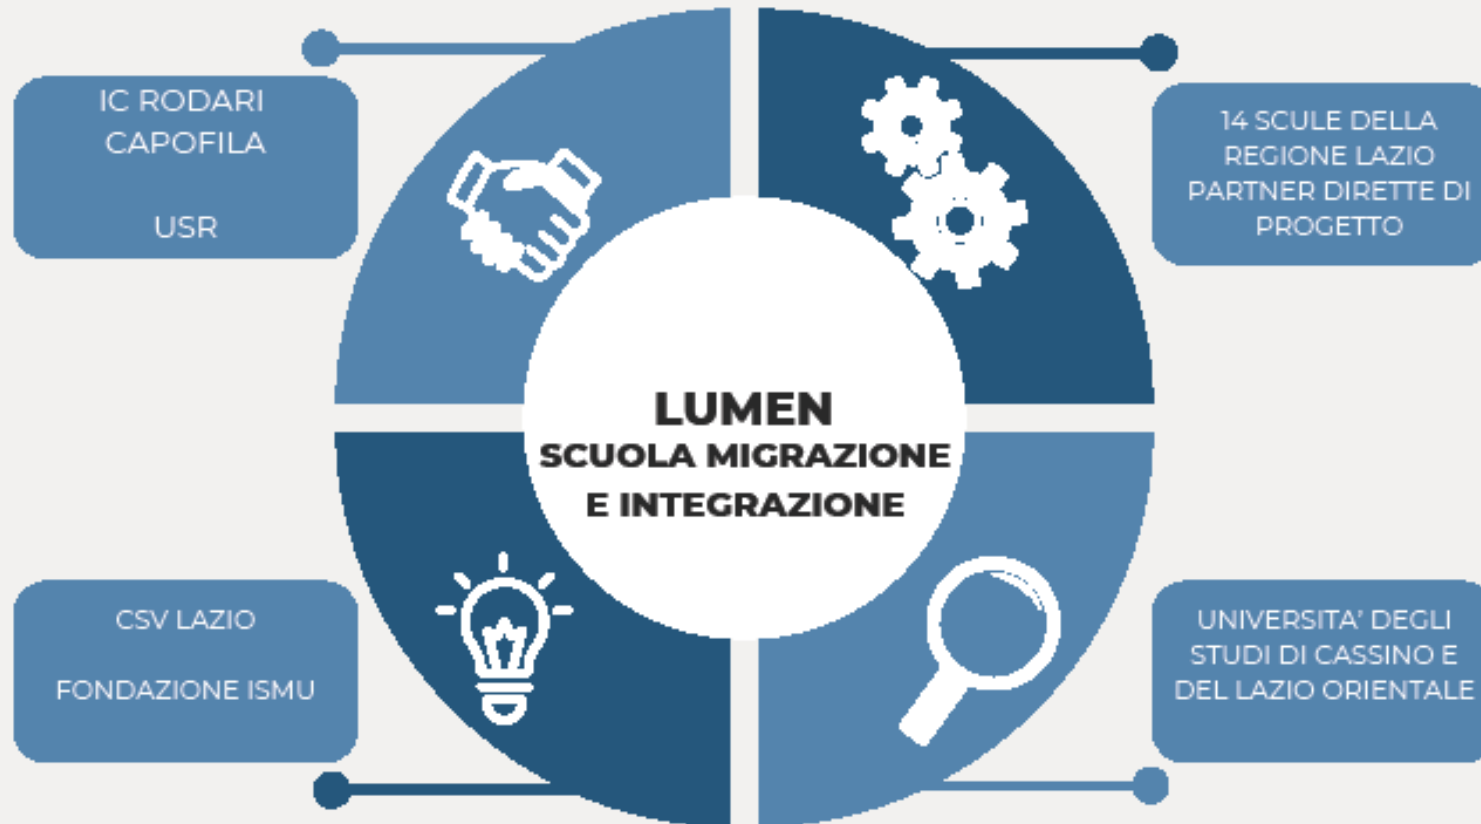 IC RODARI
CAPOFILA
USR
14 SCULE DELLA
REGIONE LAZIO
PARTNER DIRETTE DI
PROGETTO
LUMEN
SCUOLA MIGRAZIONE
E INTEGRAZIONE
CSV LAZIO
FONDAZIONE ISMU
UNIVERSITA' DEGLI
STUDI DI CASSINO E
DEL LAZIO ORIENTALE